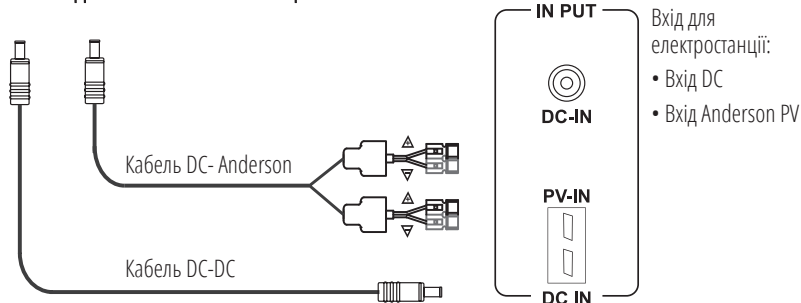 IN PUT
DC-IN
PV-IN
DC IN
Вхід для
електростанції:
• Вхід DC
• Вхід Anderson PV
Кабель DC- Anderson
Кабель DC-DC